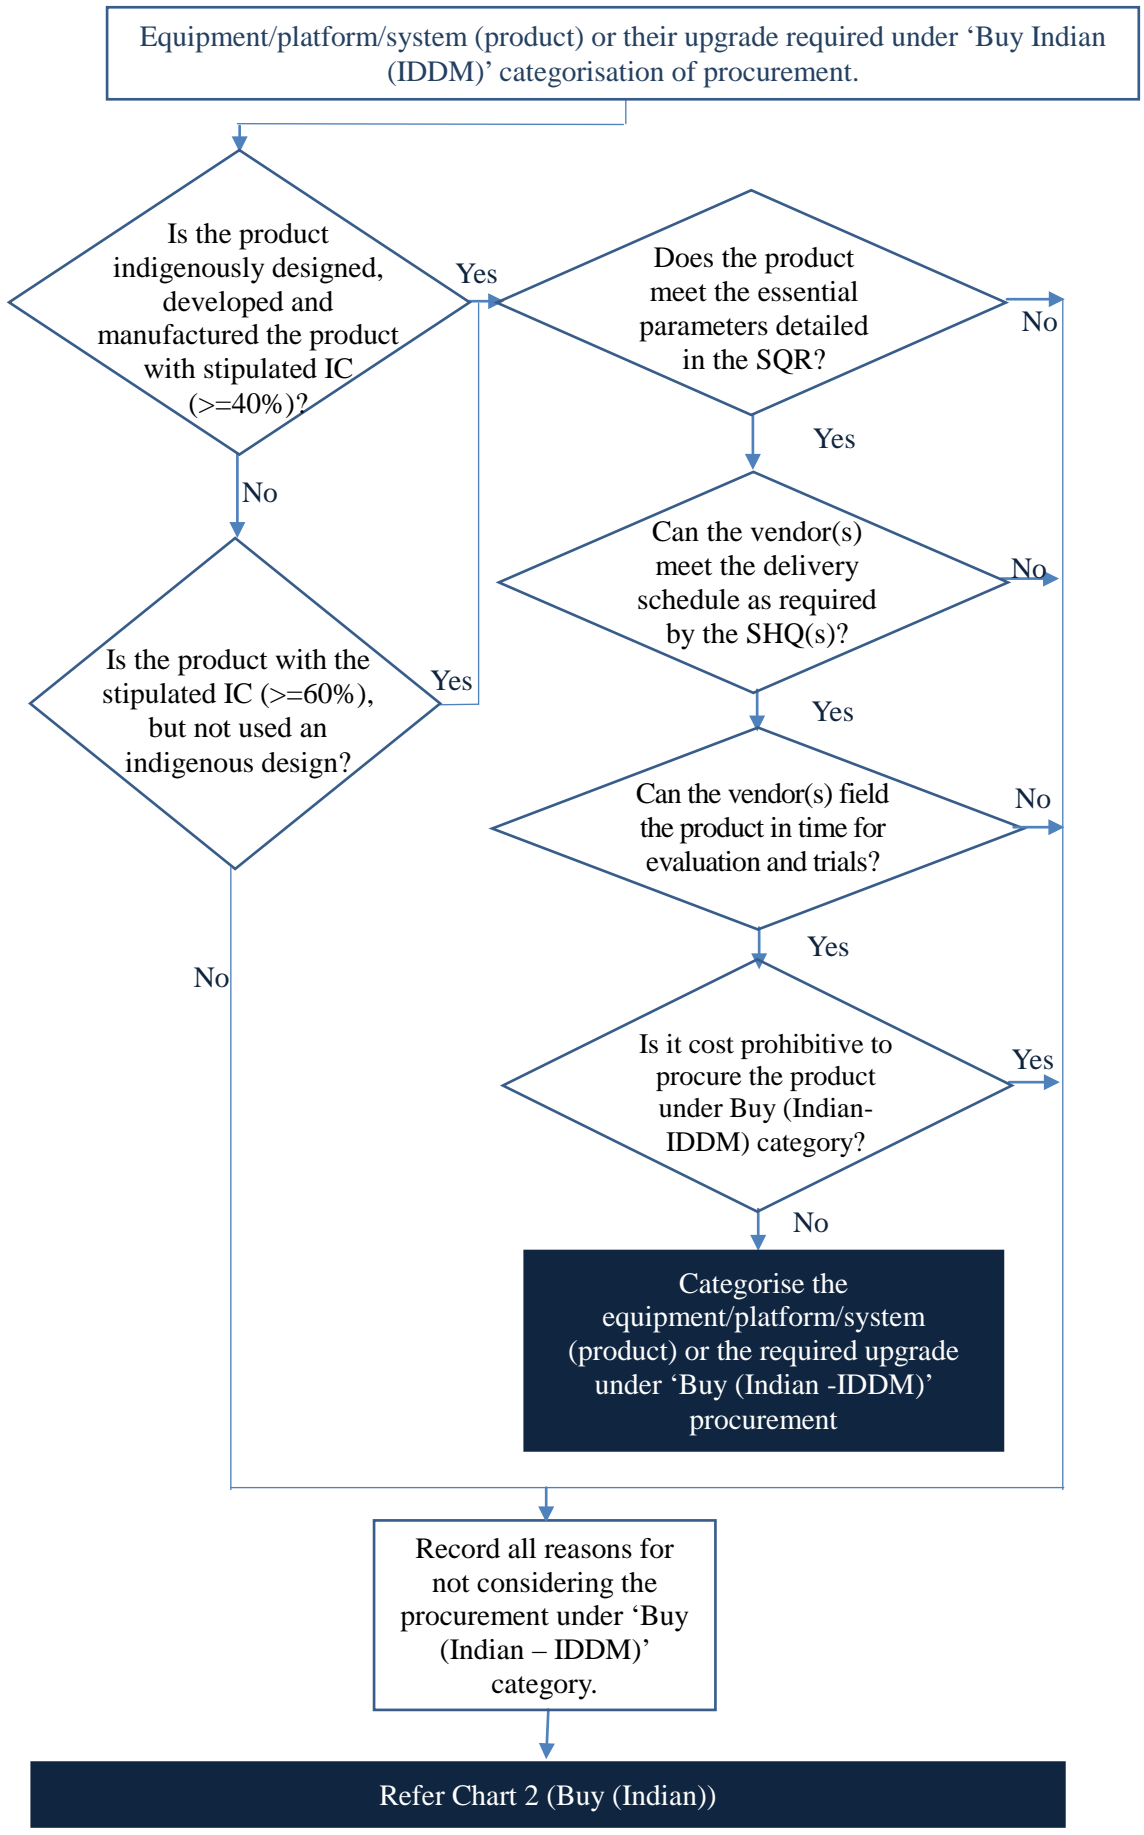 Equipment/platform/system (product) or their upgrade required under ‘Buy Indian
(IDDM)’ categorisation of procurement.
Is the product
indigenously designed,
developed and
manufactured the product
with stipulated IC
(>=40%)?
Yes
No
Does the product
meet the essential
parameters detailed
in the SQR?
No
Yes
Can the vendor(s)
meet the delivery
schedule as required
by the SHQ(s)?
No
Yes
Is the product with the
stipulated IC (>=60%),
but not used an
indigenous design?
Yes
No
Can the vendor(s) field
the product in time for
evaluation and trials?
No
Yes
Is it cost prohibitive to
procure the product
under Buy (Indian-
IDDM) category?
Yes
No
Categorise the
equipment/platform/system
(product) or the required upgrade
under ‘Buy (Indian -IDDM)’
procurement
Record all reasons for
not considering the
procurement under ‘Buy
(Indian – IDDM)’
category.
Refer Chart 2 (Buy (Indian))